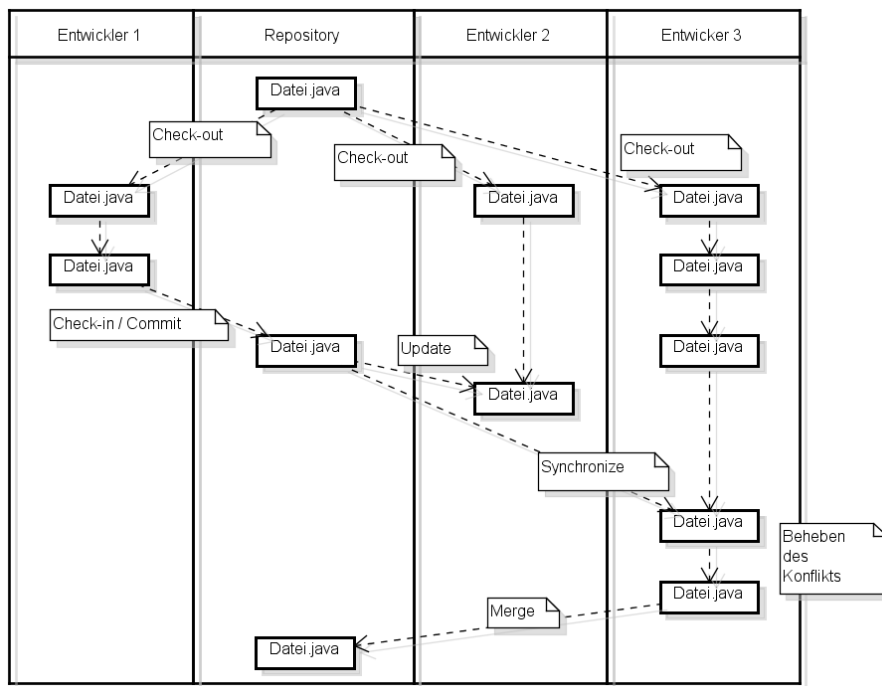 Entwickler 1
Repository
Entwickler 2
Entwicker 3
Datei.java
Check-out
Check-out
Check-out
Datei.java
Datei.java
Datei.java
Datei.java
Datei.java
Check-in / Commit
Datei.java
Update
Datei.java
Datei.java
Synchronize
Datei.java
Beheben
des
Konflikts
Datei.java
Merge
Datei.java